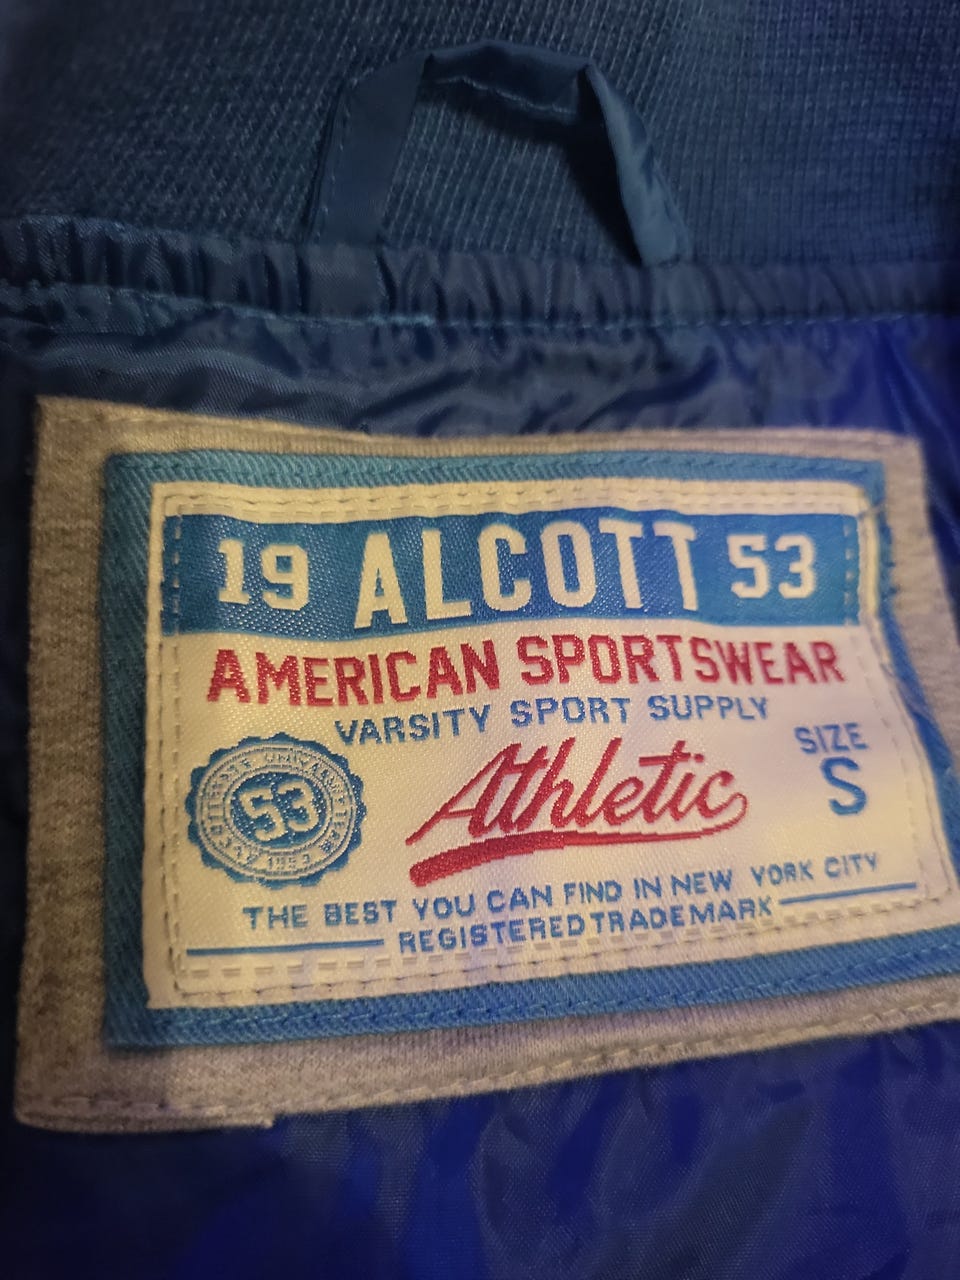 19 ALCOTT 53
AMERICAN SPORTSWEAR
VARSITY SPORT SUPPLY
SIZE
S
Athletic
53
1953
THE BEST YOU CAN FIND IN NEW YORK CITY
REGISTERED TRADEMARK